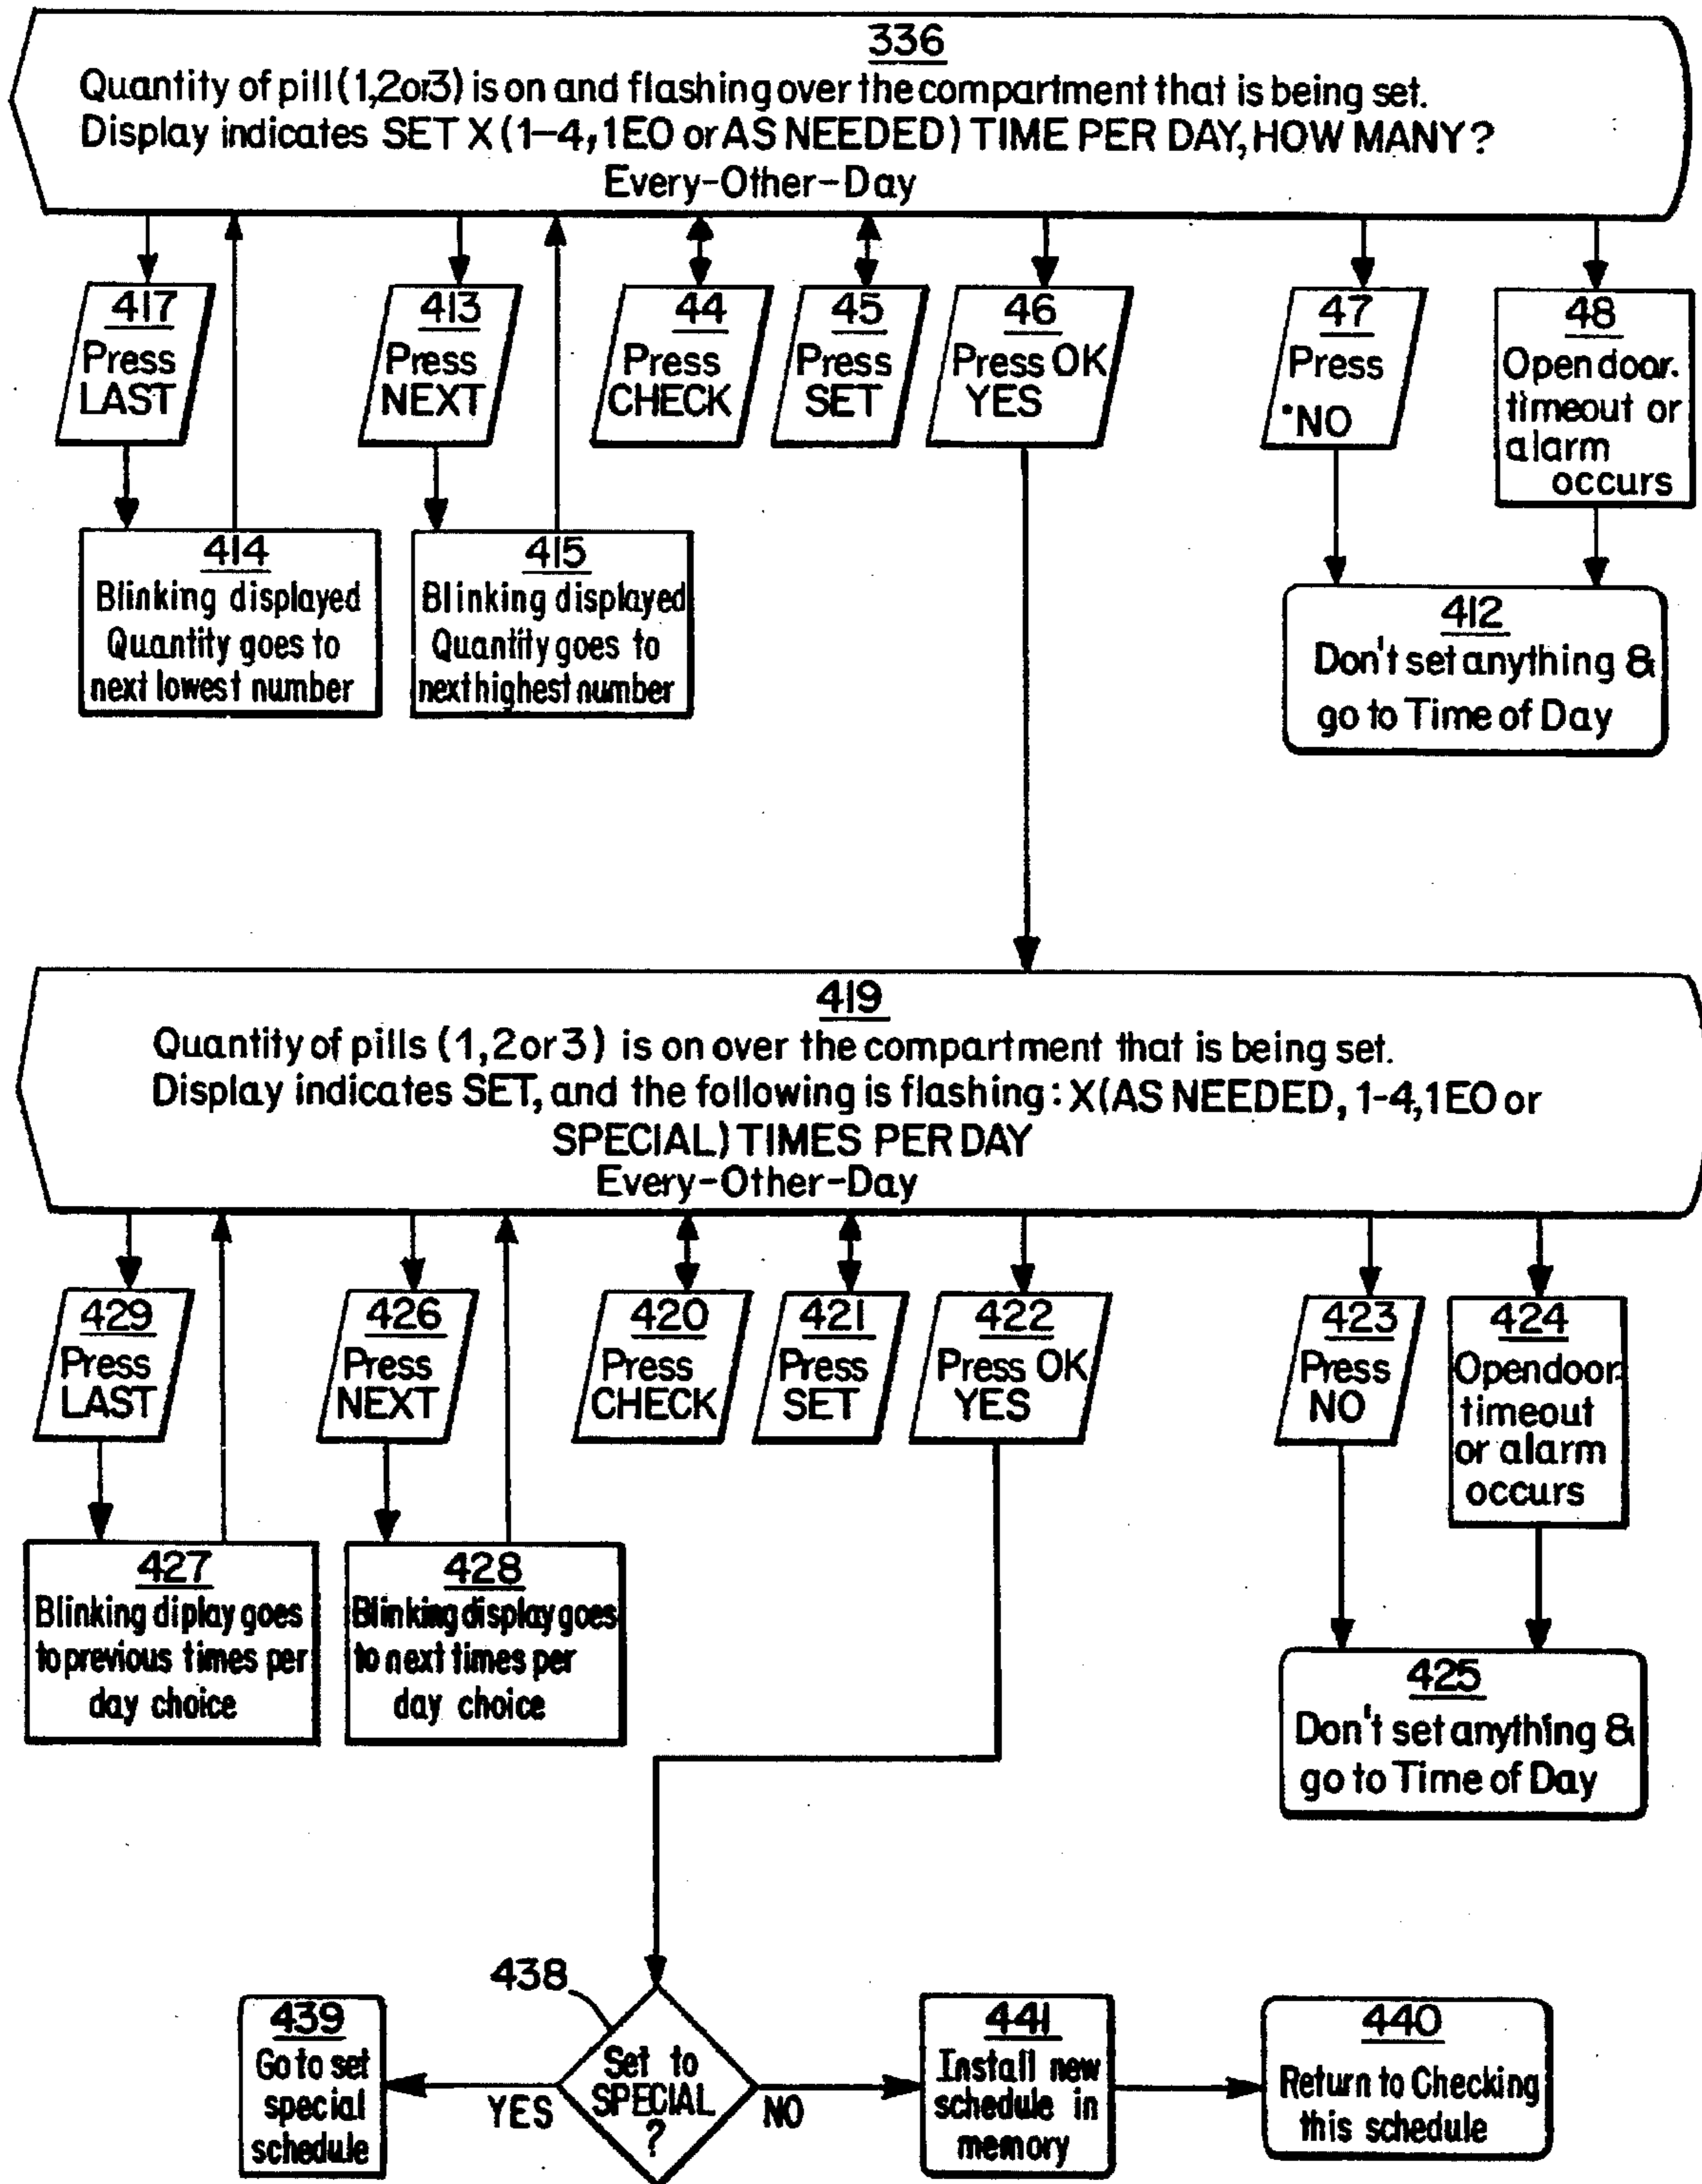 336
Quantity of pill (1,2or3) is on and flashing over the compartment that is being set.
Display indicates SET X (1-4, 1EO or AS NEEDED) TIME PER DAY, HOW MANY?
Every-Other-Day
417
Press
LAST
413
Press
NEXT
44
Press
CHECK
45
Press
SET
46
Press OK
YES
47
Press
NO
48
Open door.
timeout or
alarm
occurs
414
Blinking displayed
Quantity goes to
next lowest number
415
Blinking displayed
Quantity goes to
next highest number
412
Don't set anything &
go to Time of Day
419
Quantity of pills (1,2or3) is on over the compartment that is being set.
Display indicates SET, and the following is flashing: X(AS NEEDED, 1-4, 1EO or
SPECIAL) TIMES PER DAY
Every-Other-Day
429
Press
LAST
426
Press
NEXT
420
Press
CHECK
421
Press
SET
422
Press OK
YES
423
Press
NO
424
Open door.
timeout
or alarm
occurs
427
Blinking diplay goes
to previous times per
day choice
428
Blinking display goes
to next times per
day choice
425
Don't set anything &
go to Time of Day
438
439
Go to set
special
schedule
YES
Set to
SPECIAL
?
NO
441
Install new
schedule in
memory
440
Return to Checking
this schedule